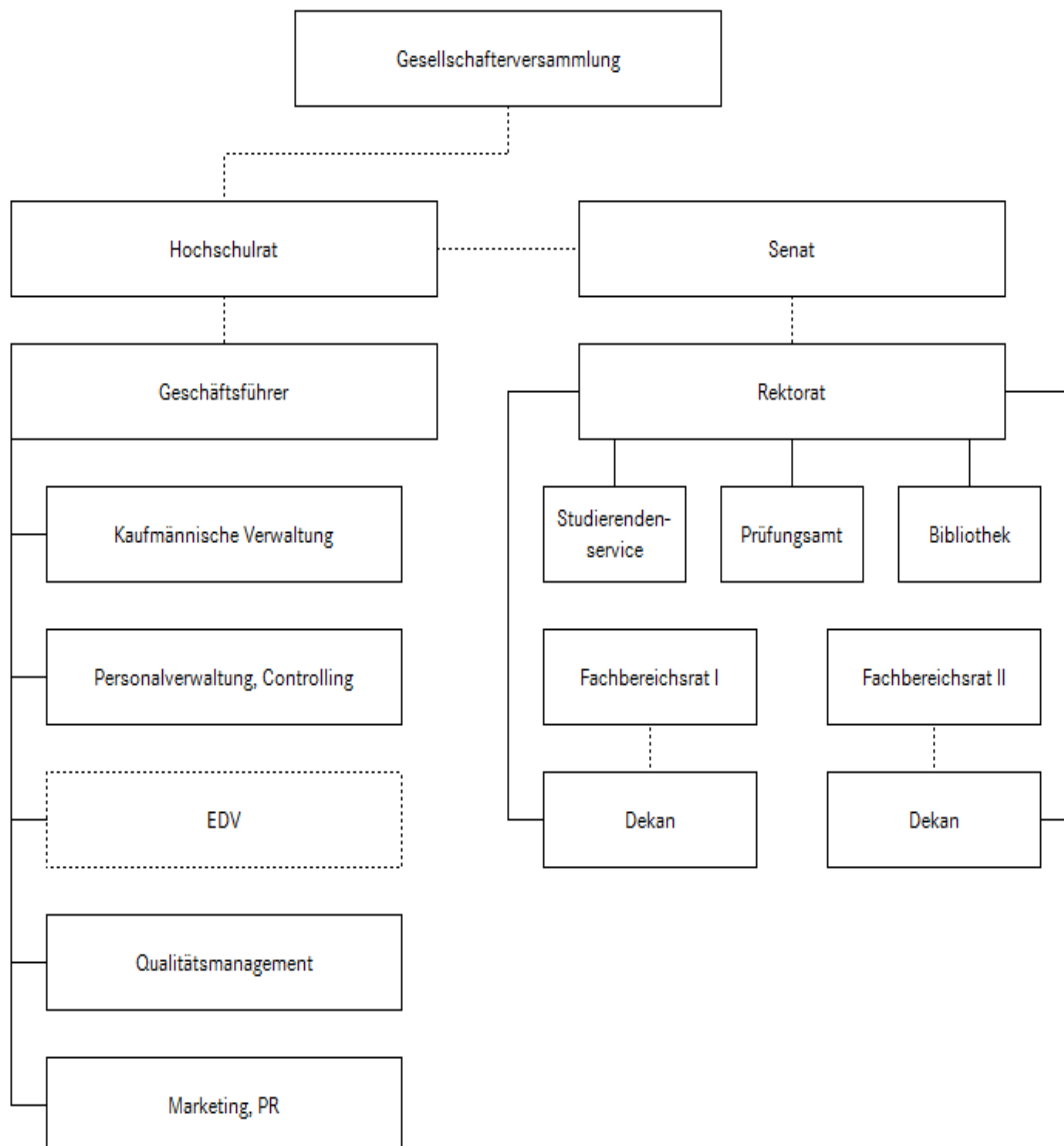 Gesellschafterversammlung
Hochschulrat
Senat
Geschäftsführer
Rektorat
Kaufmännische Verwaltung
Studierenden-
service
Prüfungsamt
Bibliothek
Personalverwaltung, Controlling
Fachbereichsrat I
Fachbereichsrat II
EDV
Dekan
Dekan
Qualitätsmanagement
Marketing, PR